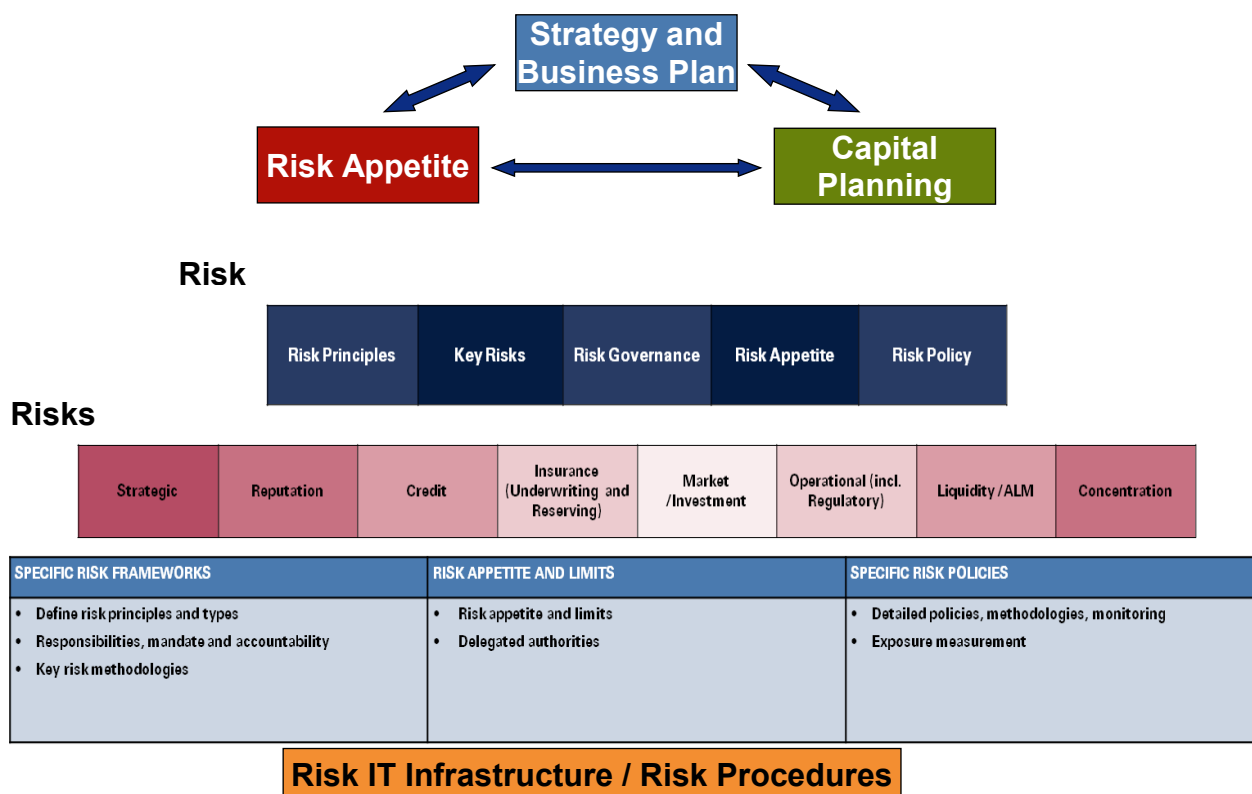 Strategy and
Business Plan
Risk Appetite
Capital
Planning
Risk
Risk Principles
Key Risks
Risk Governance
Risk Appetite
Risk Policy
Risks
Strategic
Reputation
Credit
Insurance
(Underwriting and
Reserving)
Market
/Investment
Operational (incl.
Regulatory)
Liquidity /ALM
Concentration
SPECIFIC RISK FRAMEWORKS
• Define risk principles and types
• Responsibilities, mandate and accountability
• Key risk methodologies
RISK APPETITE AND LIMITS
• Risk appetite and limits
• Delegated authorities
SPECIFIC RISK POLICIES
• Detailed policies, methodologies, monitoring
• Exposure measurement
Risk IT Infrastructure / Risk Procedures